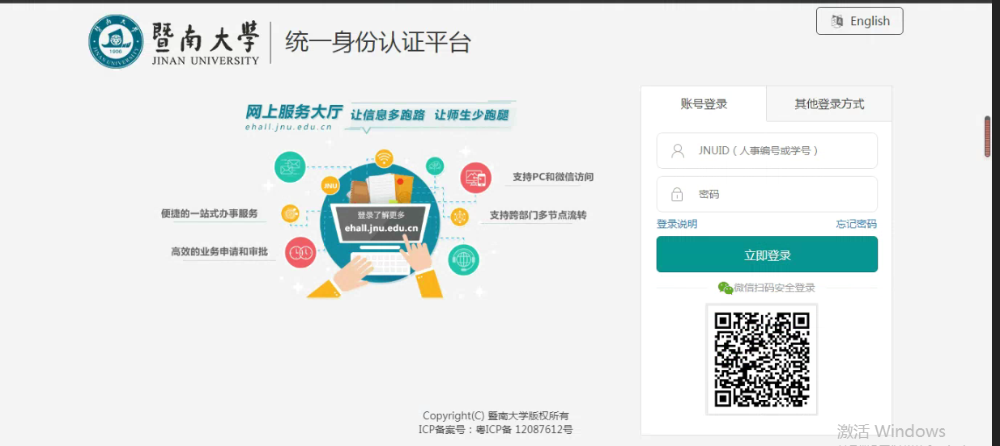 暨南大学
JINAN UNIVERSITY
统一身份认证平台
English
网上服务大厅 让信息多跑路 让师生少跑腿
ehall.jnu.edu.cn
JNU
支持PC和微信访问
便捷的一站式办事服务
登录了解更多
ehall.jnu.edu.cn
支持跨部门多节点流转
高效的业务申请和审批
账号登录
其他登录方式
JNUID（人事编号或学号）
密码
登录说明
忘记密码
立即登录
微信扫码安全登录
Copyright(C) 暨南大学版权所有
ICP备案号：粤ICP备 12087612号
激活 Windows